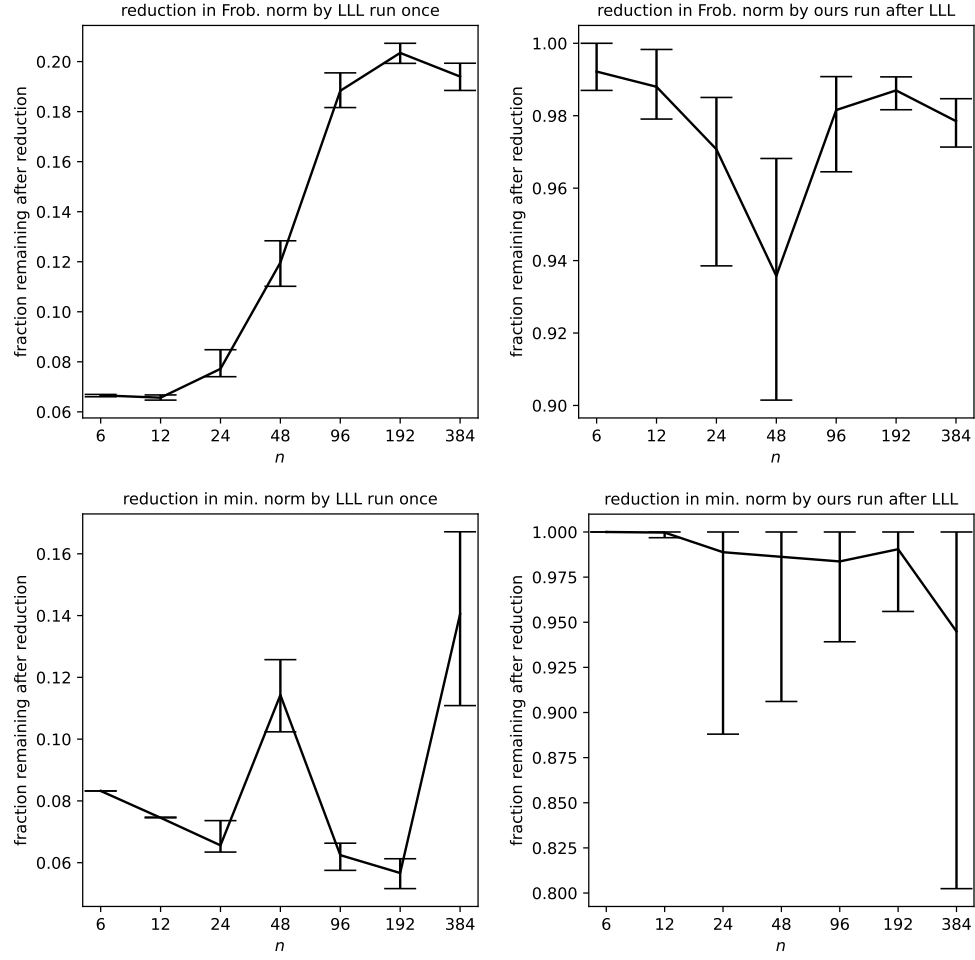 reduction in Frob. norm by LLL run once
fraction remaining after reduction
0.20
0.18
0.16
0.14
0.12
0.10
0.08
0.06
6 12 24 48 96 192 384
n
reduction in Frob. norm by ours run after LLL
fraction remaining after reduction
1.00
0.98
0.96
0.94
0.92
0.90
6 12 24 48 96 192 384
n
reduction in min. norm by LLL run once
fraction remaining after reduction
0.16
0.14
0.12
0.10
0.08
0.06
6 12 24 48 96 192 384
n
reduction in min. norm by ours run after LLL
fraction remaining after reduction
1.000
0.975
0.950
0.925
0.900
0.875
0.850
0.825
0.800
6 12 24 48 96 192 384
n